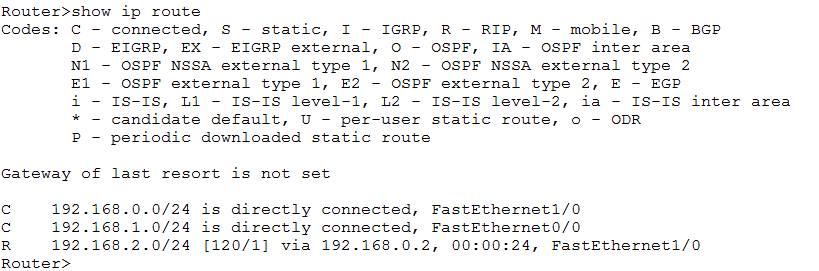 Router>show ip route
Codes: C - connected, S - static, I - IGRP, R - RIP, M - mobile, B - BGP
       D - EIGRP, EX - EIGRP external, O - OSPF, IA - OSPF inter area
       N1 - OSPF NSSA external type 1, N2 - OSPF NSSA external type 2
       E1 - OSPF external type 1, E2 - OSPF external type 2, E - EGP
       i - IS-IS, L1 - IS-IS level-1, L2 - IS-IS level-2, ia - IS-IS inter area
       * - candidate default, U - per-user static route, o - ODR
       P - periodic downloaded static route
Gateway of last resort is not set
C    192.168.0.0/24 is directly connected, FastEthernet1/0
C    192.168.1.0/24 is directly connected, FastEthernet0/0
R    192.168.2.0/24 [120/1] via 192.168.0.2, 00:00:24, FastEthernet1/0
Router>